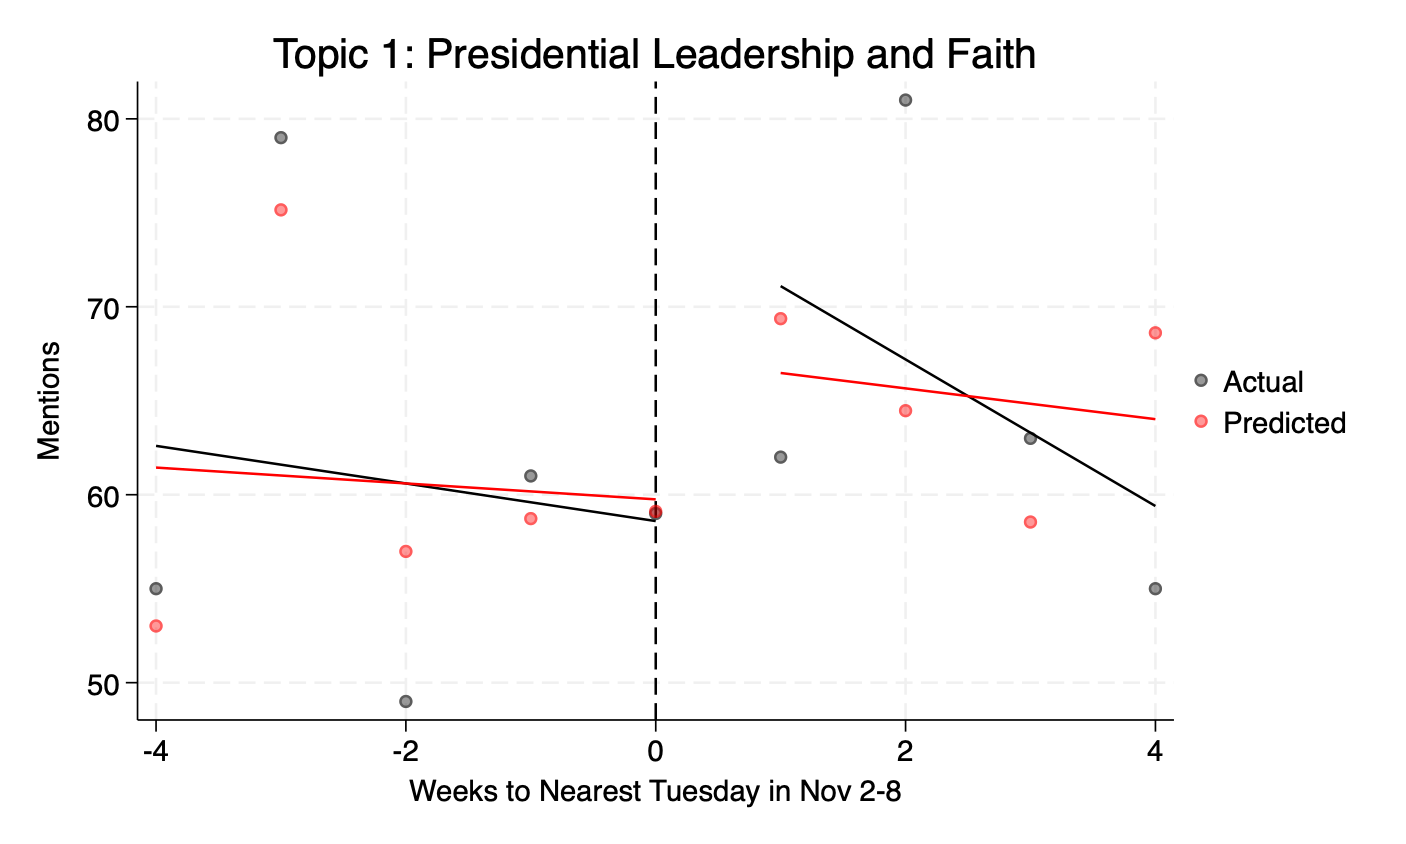 Topic 1: Presidential Leadership and Faith
80
70
60
50
Mentions
-4
-2
0
2
4
Weeks to Nearest Tuesday in Nov 2-8
Actual
Predicted